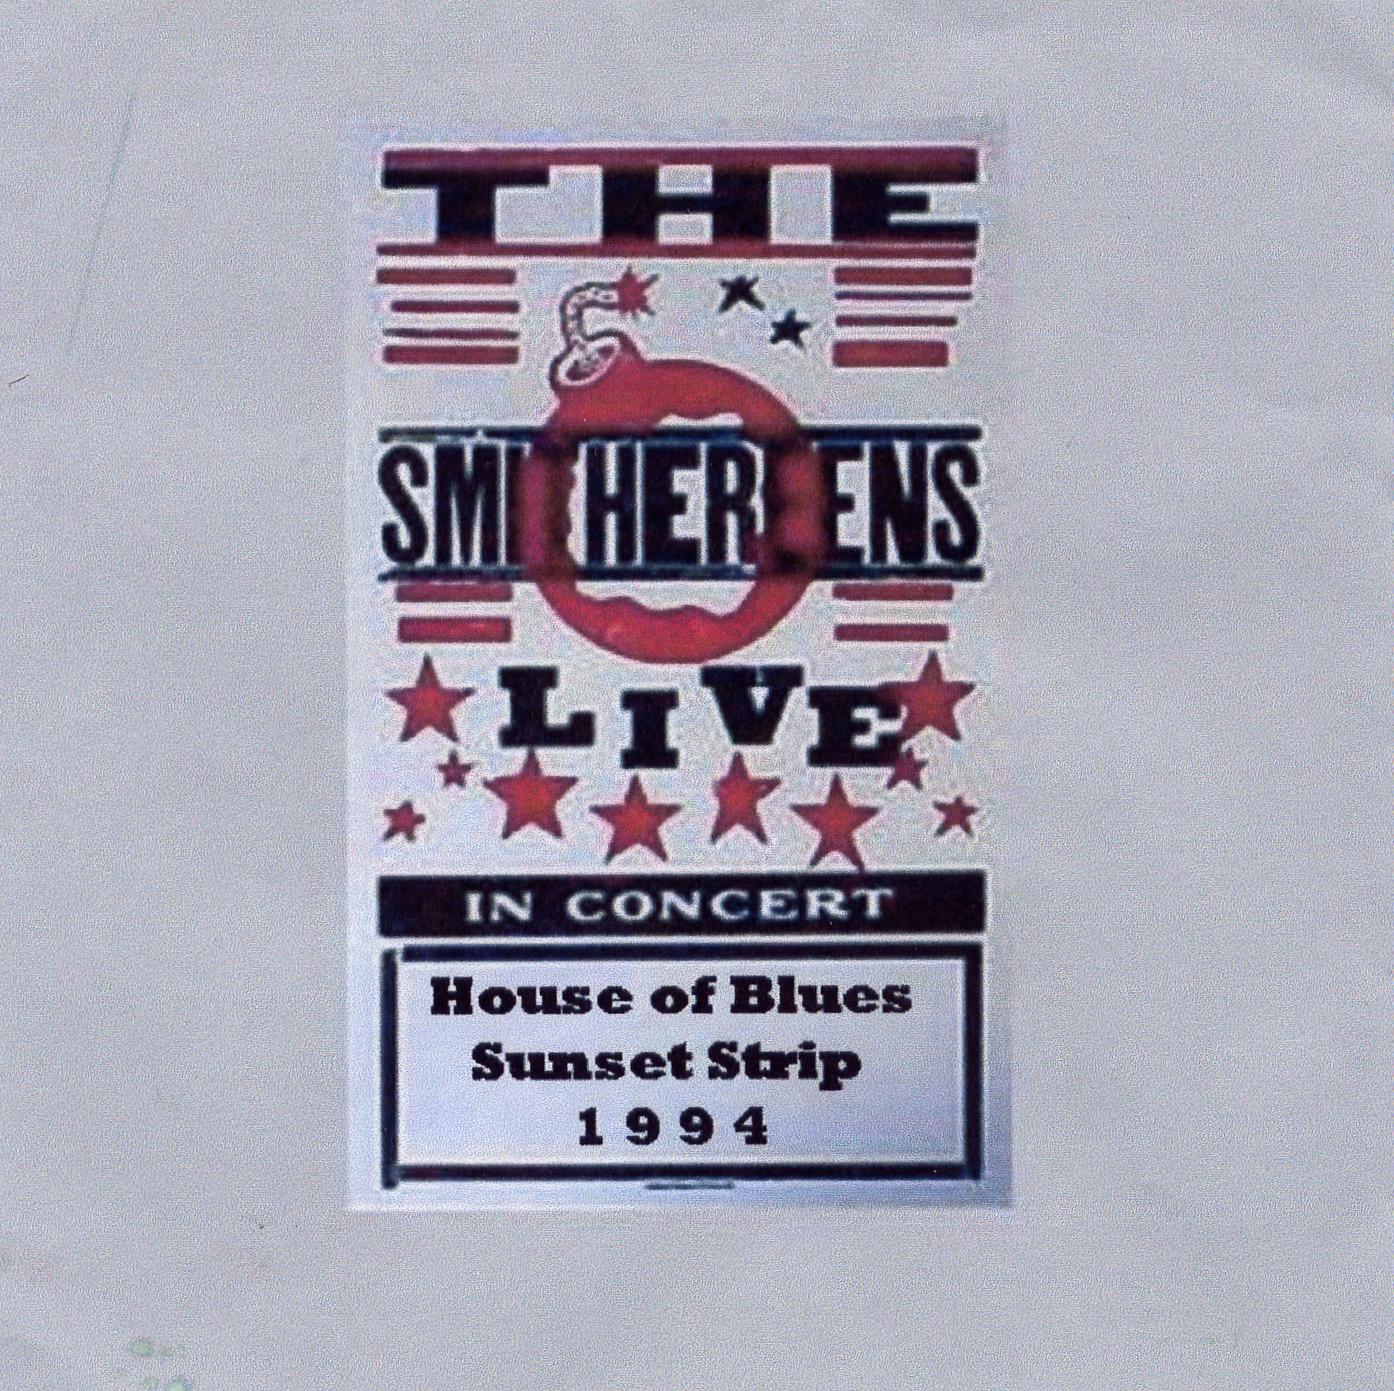 THE
SMITHEREENS
LIVE
IN CONCERT
House of Blues
Sunset Strip
1994